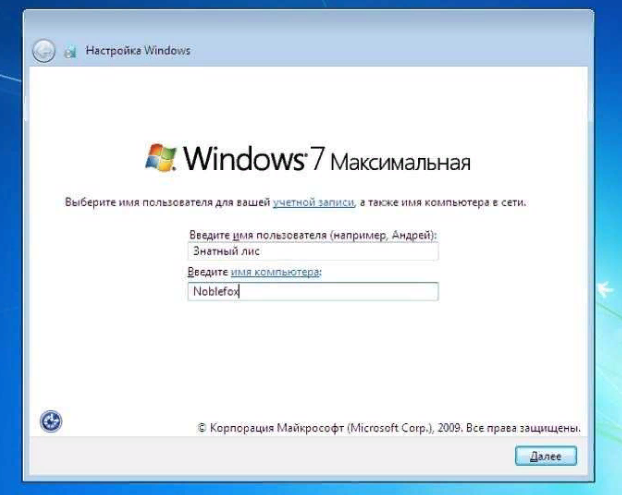 Настройка Windows
Windows 7 Максимальная
Выберите имя пользователя для вашей учетной записи, а также имя компьютера в сети.
Введите имя пользователя (например, Андрей):
Знатный лис
Введите имя компьютера:
Noblefox
© Корпорация Майкрософт (Microsoft Corp.), 2009. Все права защищены.
Далее